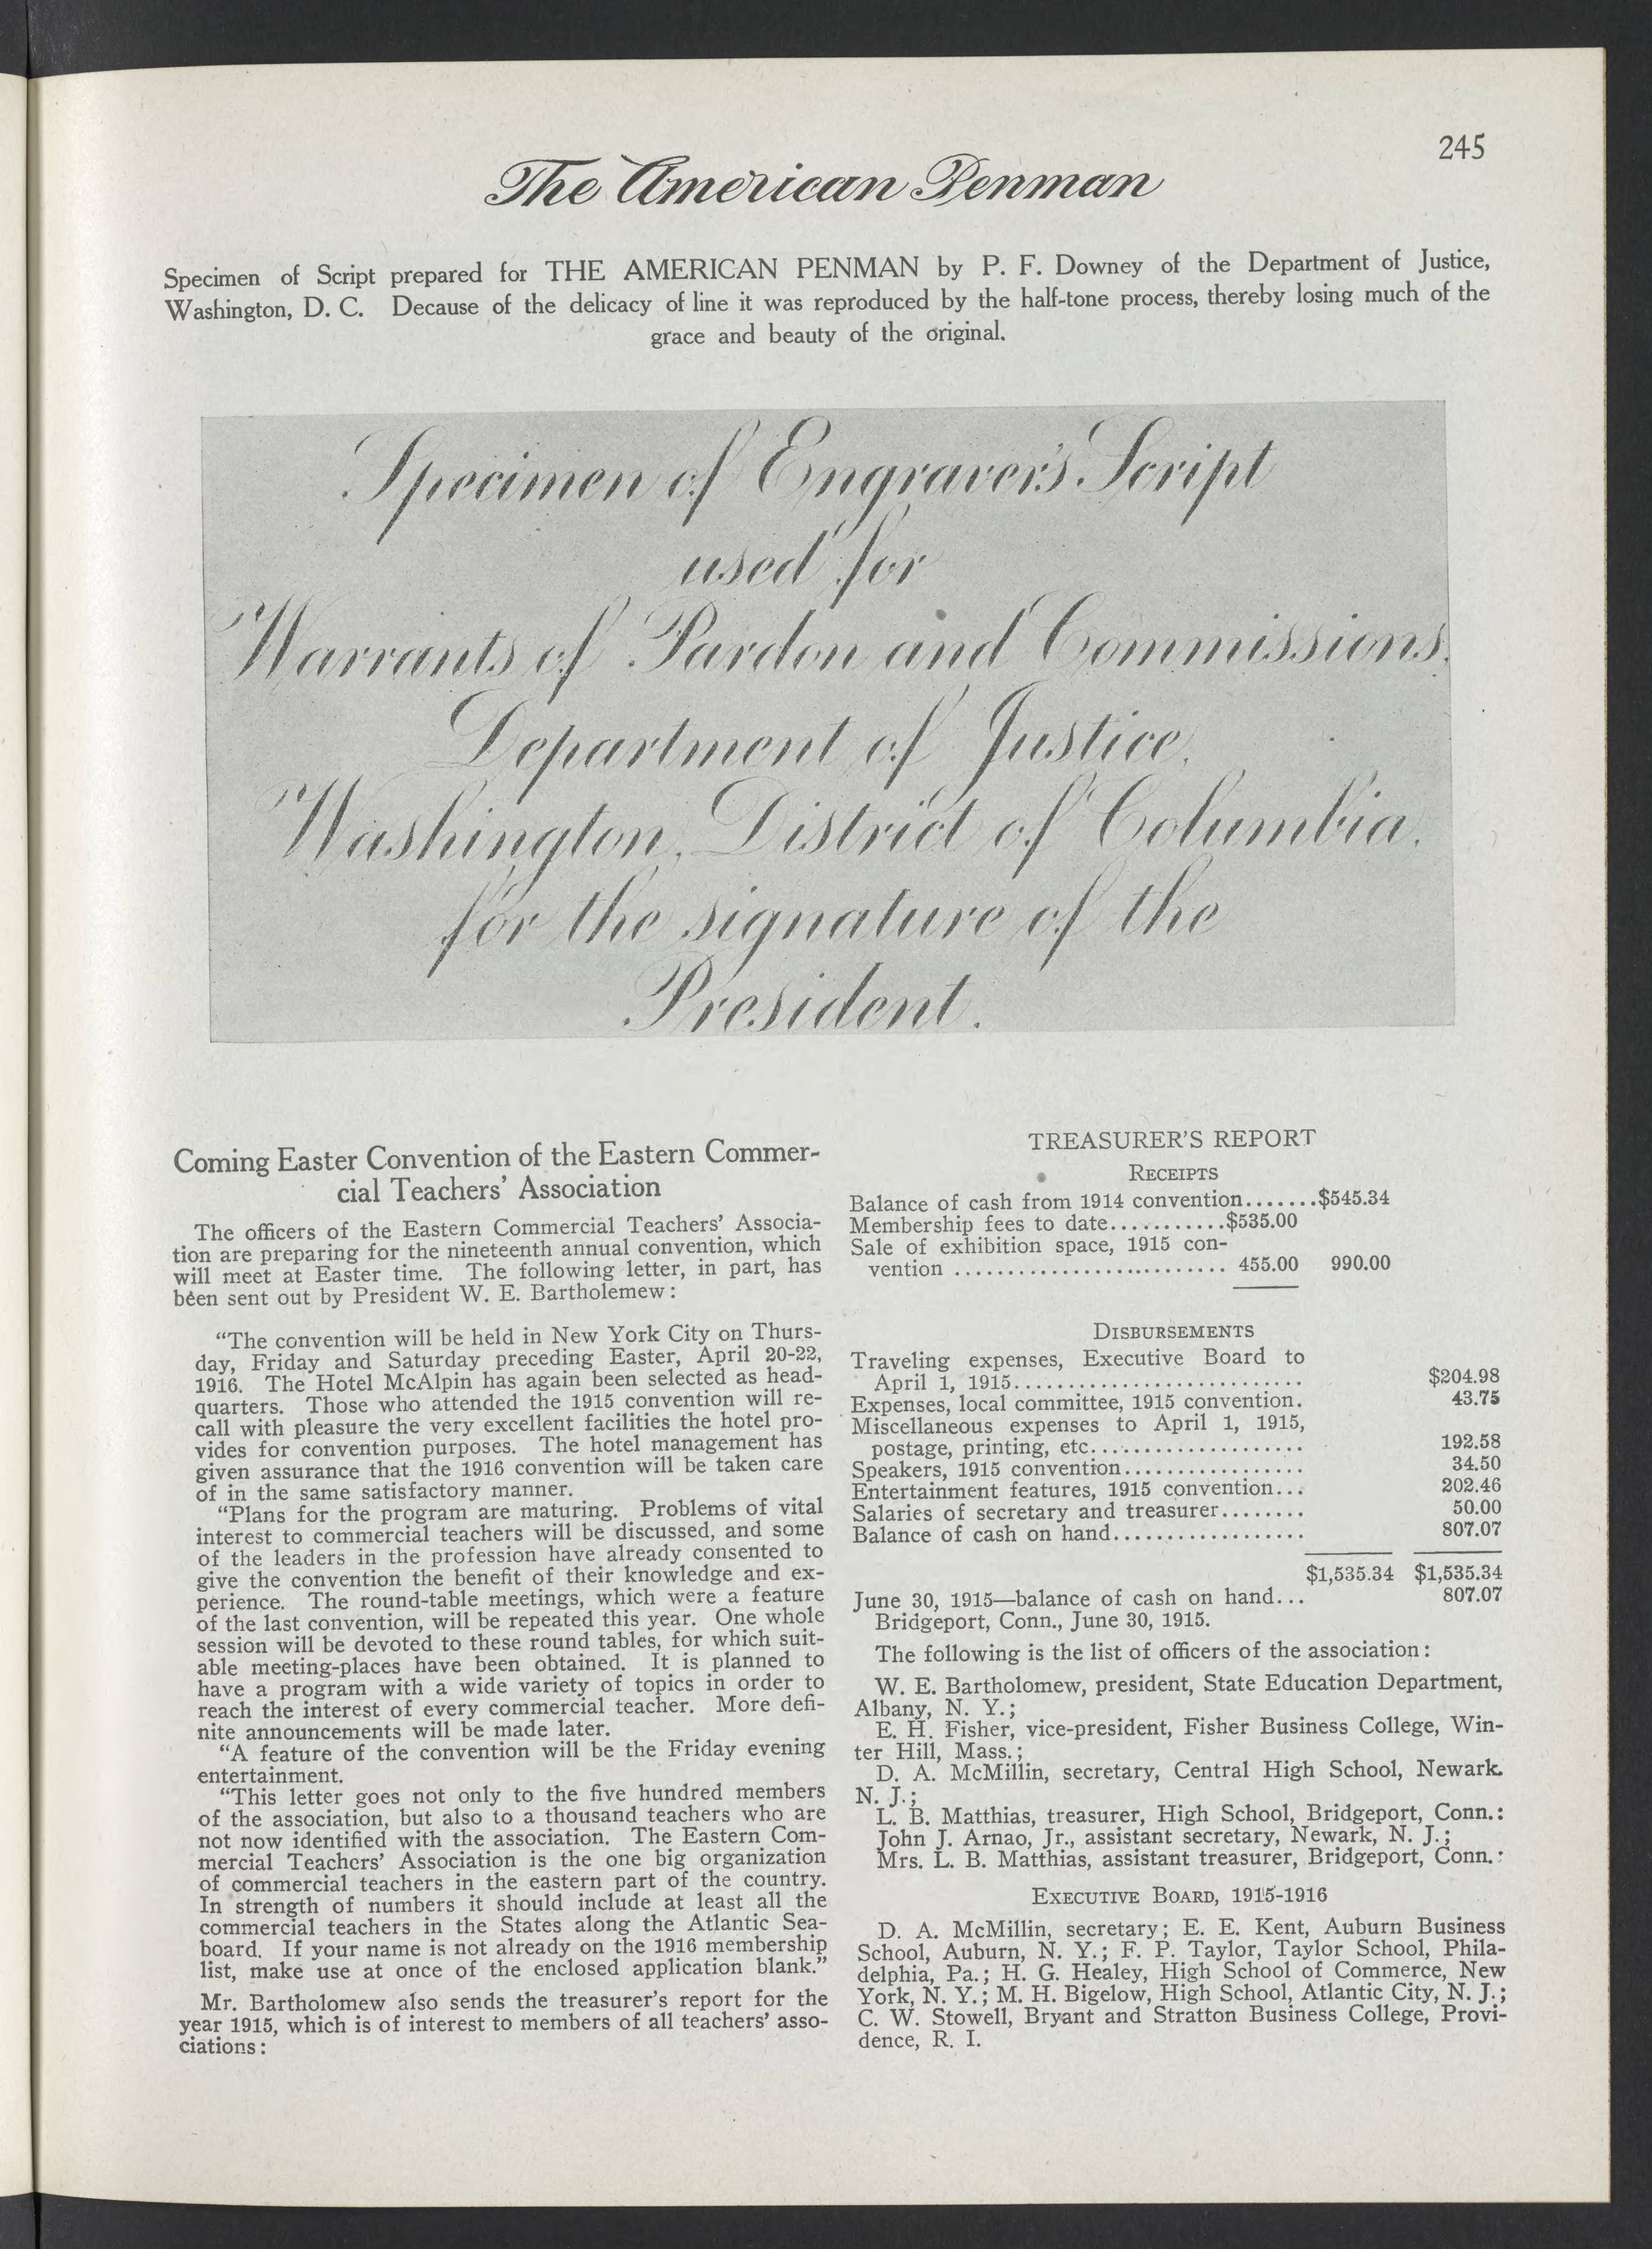 245
The American Penman
Specimen of Script prepared for THE AMERICAN PENMAN by P. F. Downey of the Department of Justice,
Washington, D. C. Decause of the delicacy of line it was reproduced by the half-tone process, thereby losing much of the
grace and beauty of the original.
Specimen of Engraver's Script
used for
Warrants of Pardon and Commissions,
Department of Justice,
Washington, District of Columbia,
for the signature of the
President.
Coming Easter Convention of the Eastern Commer-
cial Teachers' Association
The officers of the Eastern Commercial Teachers' Associa-
tion are preparing for the nineteenth annual convention, which
will meet at Easter time. The following letter, in part, has
been sent out by President W. E. Bartholemew:
"The convention will be held in New York City on Thurs-
day, Friday and Saturday preceding Easter, April 20-22,
1916. The Hotel McAlpin has again been selected as head-
quarters. Those who attended the 1915 convention will re-
call with pleasure the very excellent facilities the hotel pro-
vides for convention purposes. The hotel management has
given assurance that the 1916 convention will be taken care
of in the same satisfactory manner.
"Plans for the program are maturing. Problems of vital
interest to commercial teachers will be discussed, and some
of the leaders in the profession have already consented to
give the convention the benefit of their knowledge and ex-
perience. The round-table meetings, which were a feature
of the last convention, will be repeated this year. One whole
session will be devoted to these round tables, for which suit-
able meeting-places have been obtained. It is planned to
have a program with a wide variety of topics in order to
reach the interest of every commercial teacher. More defi-
nite announcements will be made later.
"A feature of the convention will be the Friday evening
entertainment.
"This letter goes not only to the five hundred members
of the association, but also to a thousand teachers who are
not now identified with the association. The Eastern Com-
mercial Teachers' Association is the one big organization
of commercial teachers in the eastern part of the country.
In strength of numbers it should include at least all the
commercial teachers in the States along the Atlantic Sea-
board. If your name is not already on the 1916 membership
list, make use at once of the enclosed application blank."
Mr. Bartholomew also sends the treasurer's report for the
year 1915, which is of interest to members of all teachers' asso-
ciations:
TREASURER'S REPORT
RECEIPTS
Balance of cash from 1914 convention.......$545.34
Membership fees to date...........$535.00
Sale of exhibition space, 1915 con-
vention .......................... 455.00 990.00
DISBURSEMENTS
Traveling expenses, Executive Board to
April 1, 1915........................... $204.98
Expenses, local committee, 1915 convention. 43.75
Miscellaneous expenses to April 1, 1915,
postage, printing, etc.................... 192.58
Speakers, 1915 convention................. 34.50
Entertainment features, 1915 convention... 202.46
Salaries of secretary and treasurer........ 50.00
Balance of cash on hand.................. 807.07
$1,535.34 $1,535.34
June 30, 1915—balance of cash on hand... 807.07
Bridgeport, Conn., June 30, 1915.
The following is the list of officers of the association:
W. E. Bartholomew, president, State Education Department,
Albany, N. Y.;
E. H. Fisher, vice-president, Fisher Business College, Win-
ter Hill, Mass.;
D. A. McMillin, secretary, Central High School, Newark.
N. J.;
L. B. Matthias, treasurer, High School, Bridgeport, Conn.:
John J. Arnao, Jr., assistant secretary, Newark, N. J.;
Mrs. L. B. Matthias, assistant treasurer, Bridgeport, Conn.:
EXECUTIVE BOARD, 1915-1916
D. A. McMillin, secretary; E. E. Kent, Auburn Business
School, Auburn, N. Y.; F. P. Taylor, Taylor School, Phila-
delphia, Pa.; H. G. Healey, High School of Commerce, New
York, N. Y.; M. H. Bigelow, High School, Atlantic City, N. J.;
C. W. Stowell, Bryant and Stratton Business College, Provi-
dence, R. I.